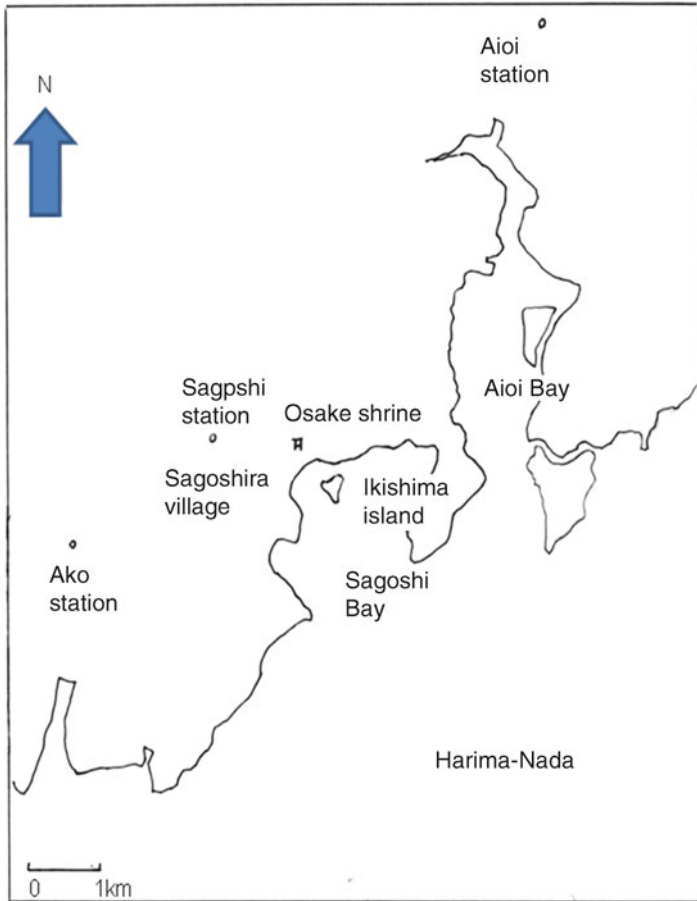 Aioi
station
N
Sagpshi
station
Osake shrine
Aioi Bay
Sagoshira
village
Ikishima
island
Ako
station
Sagoshi
Bay
Harima-Nada
0 1km